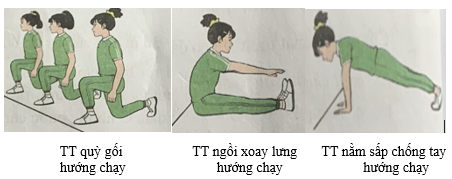 TT quỳ gối
hướng chạy
TT ngồi xoay lưng
hướng chạy
TT nằm sấp chống tay
hướng chạy